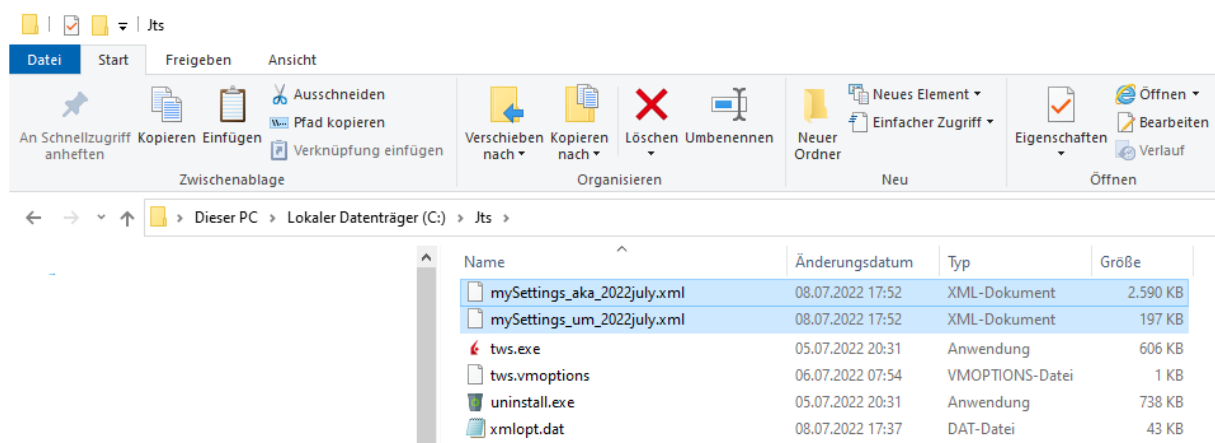 Jts
Datei Start Freigeben Ansicht
An Schnellzugriff anheften
Kopieren
Einfügen
Ausschneiden
Pfad kopieren
Verknüpfung einfügen
Zwischenablage
Verschieben nach
Kopieren nach
Löschen
Umbenennen
Organisieren
Neuer Ordner
Neues Element
Einfacher Zugriff
Neu
Eigenschaften
Öffnen
Bearbeiten
Verlauf
Öffnen
Dieser PC > Lokaler Datenträger (C:) > Jts >
Name Änderungsdatum Typ Größe
mySettings_aka_2022july.xml 08.07.2022 17:52 XML-Dokument 2.590 KB
mySettings_um_2022july.xml 08.07.2022 17:52 XML-Dokument 197 KB
tws.exe 05.07.2022 20:31 Anwendung 606 KB
tws.vmoptions 06.07.2022 07:54 VMOPTIONS-Datei 1 KB
uninstall.exe 05.07.2022 20:31 Anwendung 738 KB
xmlopt.dat 08.07.2022 17:37 DAT-Datei 43 KB